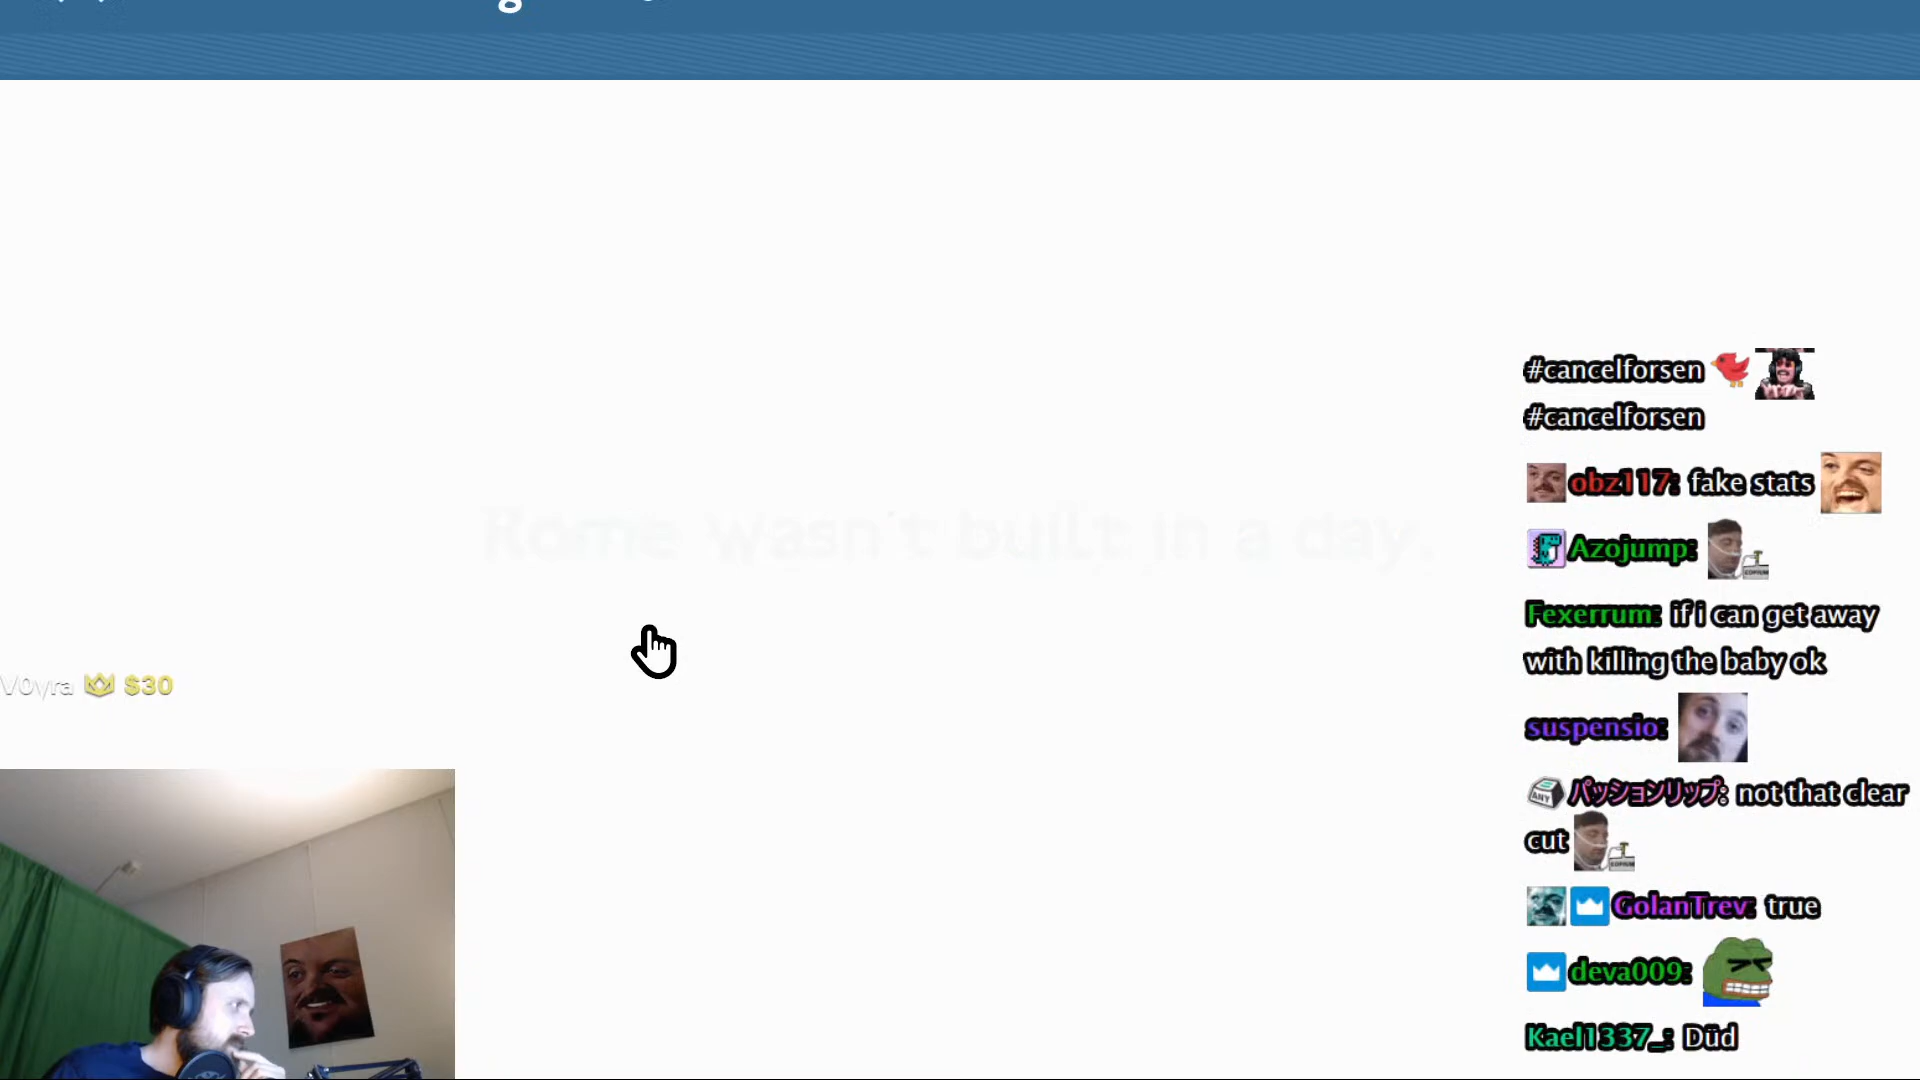 #cancelforsen
#cancelforsen
obz117: fake stats
Azojump:
Rome wasn't built in a day.
Fexerrum: if i can get away
with killing the baby ok
V0yra $30
suspensio:
ANY パッションリップ: not that clear
cut
GolanTrev: true
deva009:
Kael1337_: Düd